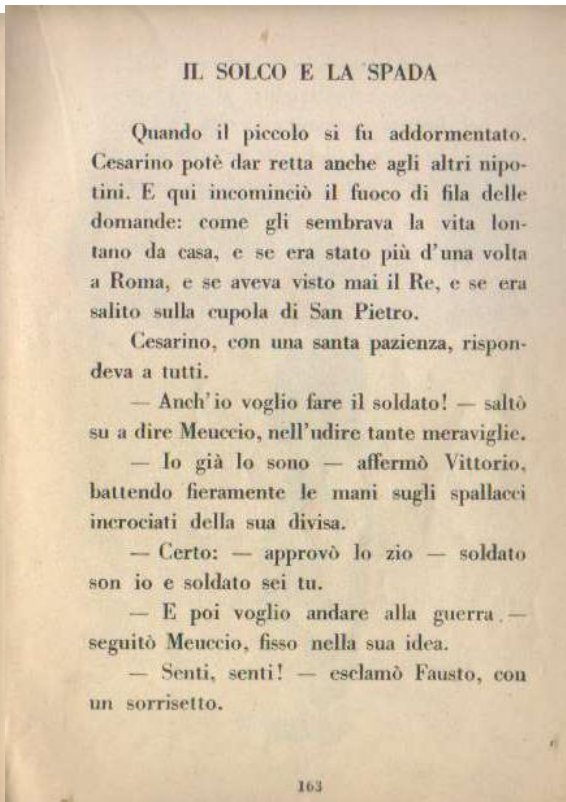 IL SOLCO E LA SPADA
Quando il piccolo si fu addormentato.
Cesarino potè dar retta anche agli altri nipo-
tini. E qui incominciò il fuoco di fila delle
domande: come gli sembrava la vita lon-
tano da casa, e se era stato più d'una volta
a Roma, e se aveva visto mai il Re, e se era
salito sulla cupola di San Pietro.
Cesarino, con una santa pazienza, rispon-
deva a tutti.
— Anch'io voglio fare il soldato! — saltò
su a dire Meuccio, nell'udire tante meraviglie.
— Io già lo sono — affermò Vittorio,
battendo fieramente le mani sugli spallacci
incrociati della sua divisa.
— Certo: — approvò lo zio — soldato
son io e soldato sei tu.
— E poi voglio andare alla guerra. —
seguitò Meuccio, fisso nella sua idea.
— Senti, senti! — esclamò Fausto, con
un sorrisetto.
163